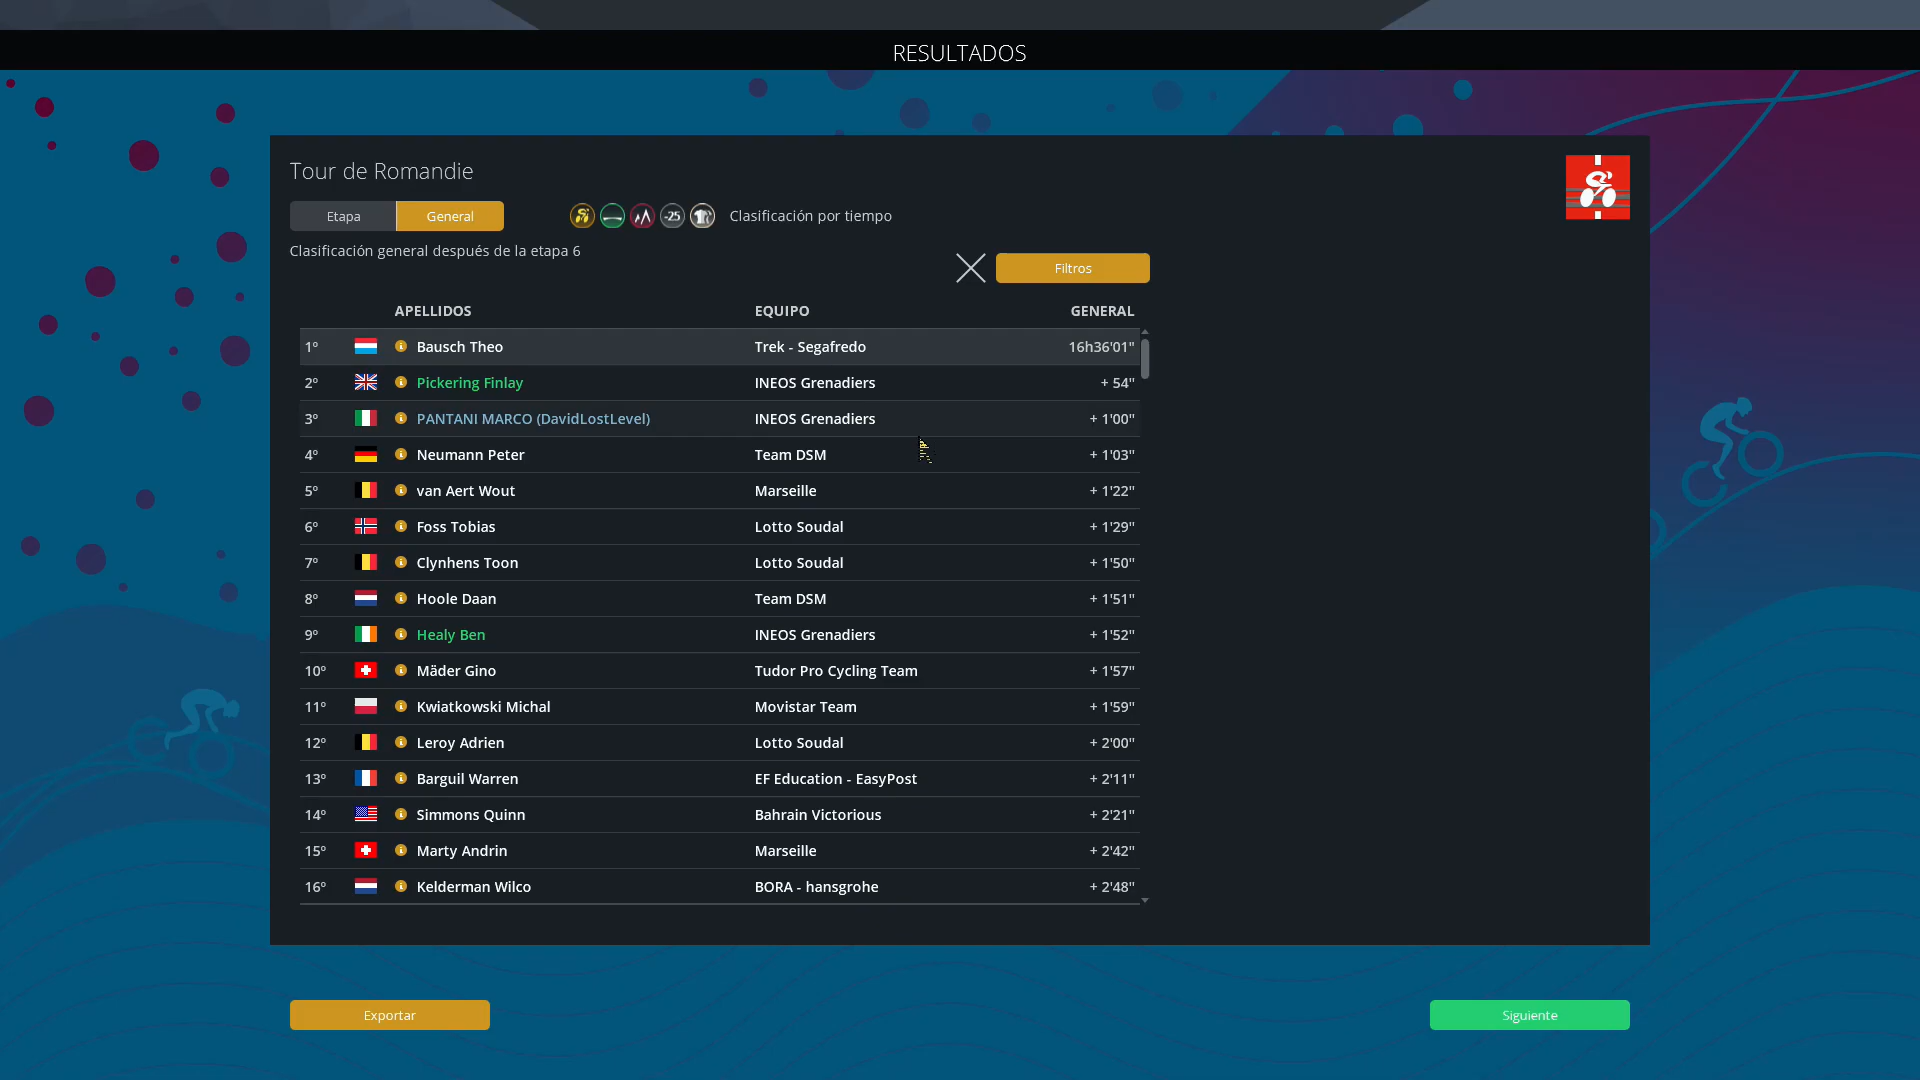 RESULTADOS
Tour de Romandie
Etapa General -25 Clasificación por tiempo
Clasificación general después de la etapa 6
Filtros
APELLIDOS EQUIPO GENERAL
1º Bausch Theo Trek - Segafredo 16h36'01''
2º Pickering Finlay INEOS Grenadiers + 54''
3º PANTANI MARCO (DavidLostLevel) INEOS Grenadiers + 1'00''
4º Neumann Peter Team DSM + 1'03''
5º van Aert Wout Marseille + 1'22''
6º Foss Tobias Lotto Soudal + 1'29''
7º Clynhens Toon Lotto Soudal + 1'50''
8º Hoole Daan Team DSM + 1'51''
9º Healy Ben INEOS Grenadiers + 1'52''
10º Mäder Gino Tudor Pro Cycling Team + 1'57''
11º Kwiatkowski Michal Movistar Team + 1'59''
12º Leroy Adrien Lotto Soudal + 2'00''
13º Barguil Warren EF Education - EasyPost + 2'11''
14º Simmons Quinn Bahrain Victorious + 2'21''
15º Marty Andrin Marseille + 2'42''
16º Kelderman Wilco BORA - hansgrohe + 2'48''
Exportar Siguiente